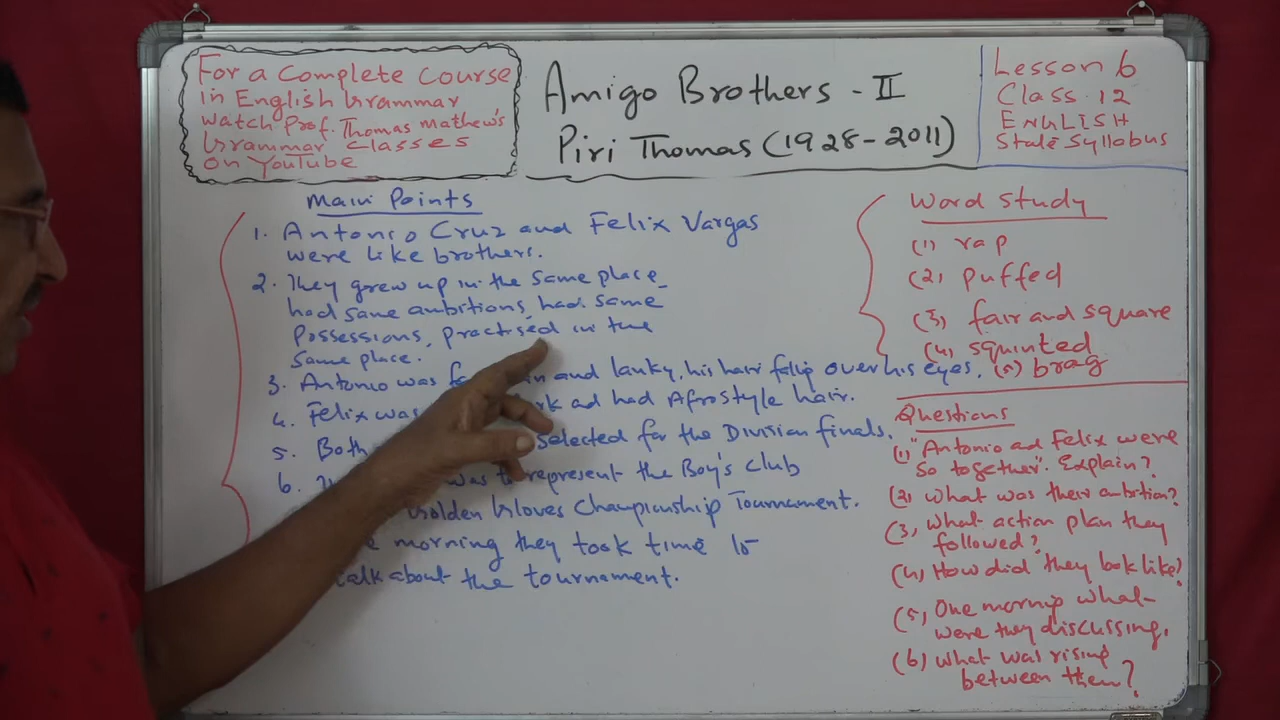 For a Complete Course
in English Grammar
watch Prof. Thomas Mathew's
Grammar Classes
on YouTube
Amigo Brothers - II
Piri Thomas (1928-2011)
Lesson 6
Class. 12
ENGLISH
State Syllabus
Main Points
1. Antonio Cruz and Felix Vargas
were like brothers.
2. They grew up in the same place,
had same ambitions, had same
Possessions, practised in the
same place.
3. Antonio was and lanky, his hair over his eyes.
4. Felix was ad had Afrostyle hair.
5. Both selected for the Division finals.
6. was to represent the Boy's Club
Golden Gloves Championship Tournament.
morning they took time to
talk about the tournament.
Word Study
(1) rap
(2) puffed
(3) fair and square
(4) squinted
(5) brag
Questions
(1) "Antonio ad Felix were
so together". Explain?
(2) What was their ambition?
(3) What action plan they
followed?
(4) How did they look like?
(5) One morning what
were they discussing.
(6) What was rising
between them?